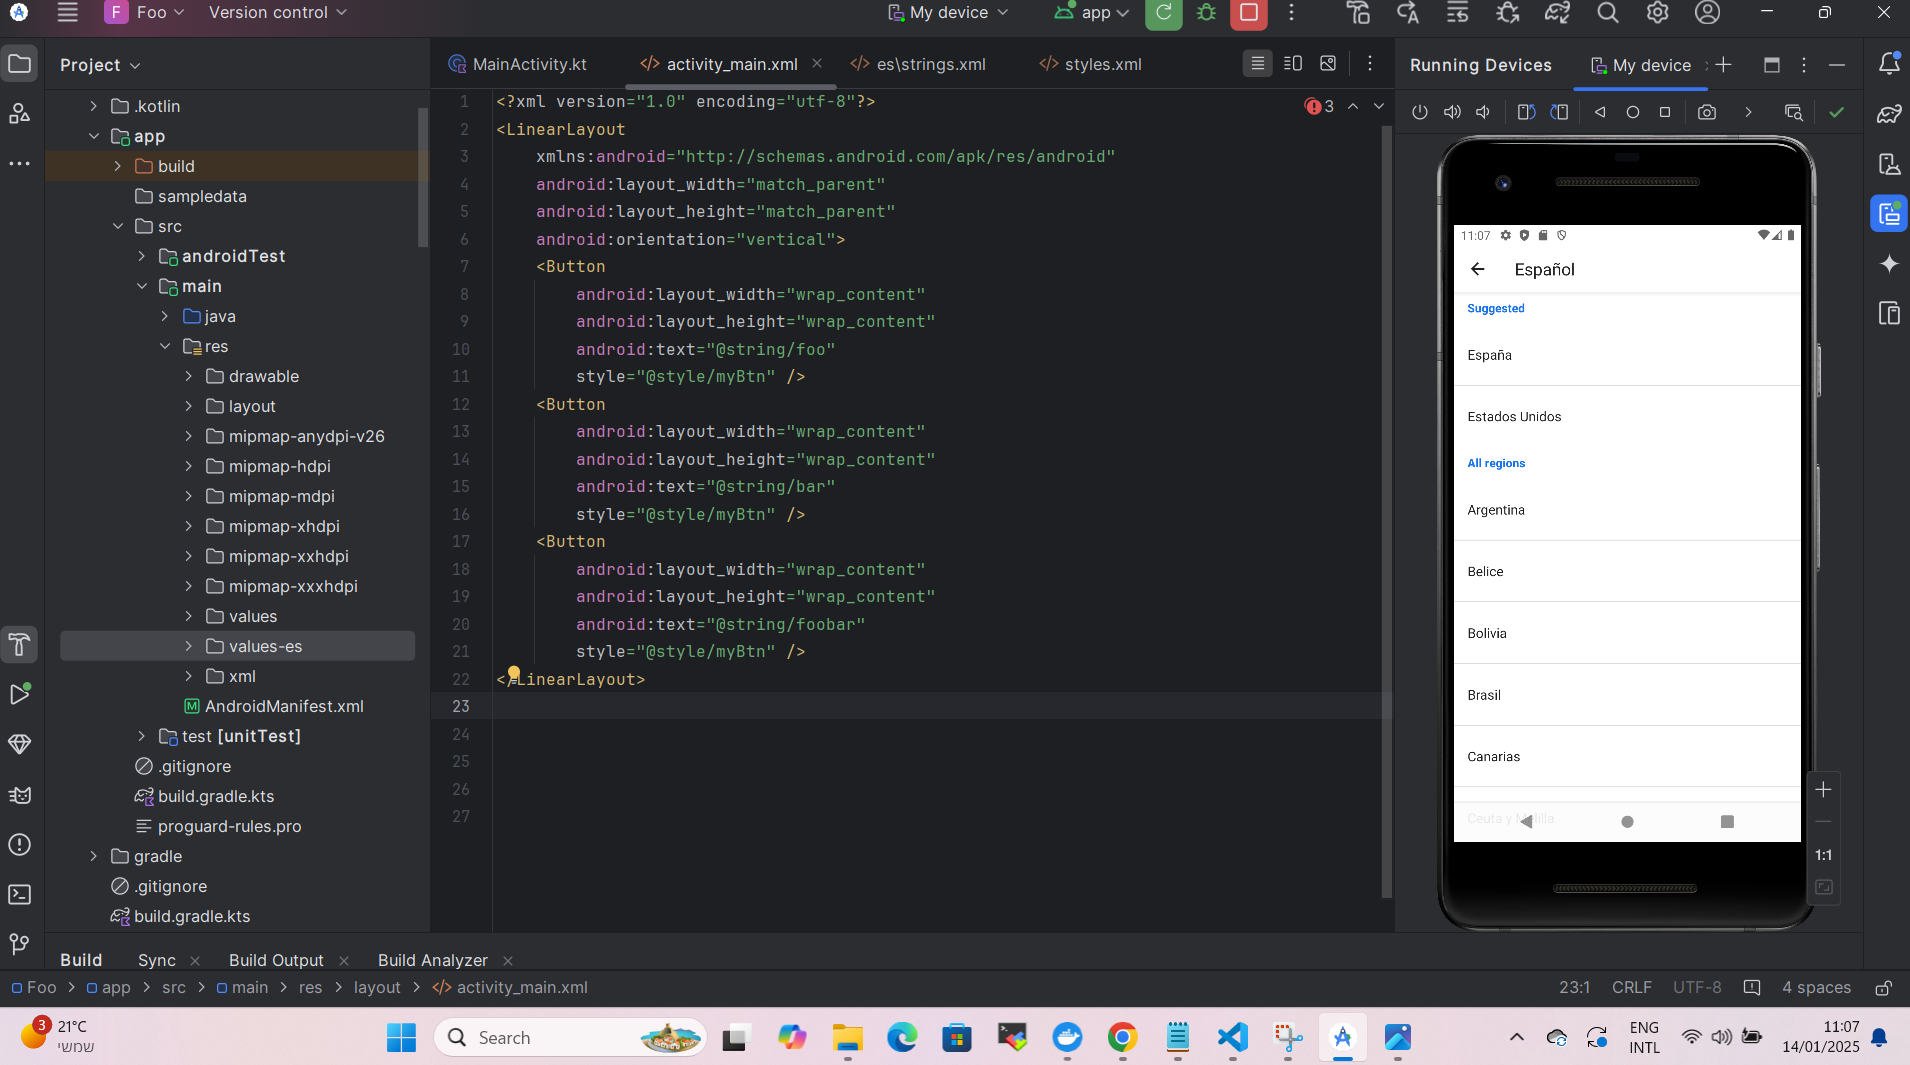 F Foo Version control My device app
Project
MainActivity.kt activity_main.xml es\strings.xml styles.xml
Running Devices My device
.kotlin
app
build
sampledata
src
androidTest
main
java
res
drawable
layout
mipmap-anydpi-v26
mipmap-hdpi
mipmap-mdpi
mipmap-xhdpi
mipmap-xxhdpi
mipmap-xxxhdpi
values
values-es
xml
AndroidManifest.xml
test [unitTest]
.gitignore
build.gradle.kts
proguard-rules.pro
gradle
.gitignore
build.gradle.kts
3
1 <?xml version="1.0" encoding="utf-8"?>
2 <LinearLayout
3 xmlns:android="http://schemas.android.com/apk/res/android"
4 android:layout_width="match_parent"
5 android:layout_height="match_parent"
6 android:orientation="vertical">
7 <Button
8 android:layout_width="wrap_content"
9 android:layout_height="wrap_content"
10 android:text="@string/foo"
11 style="@style/myBtn" />
12 <Button
13 android:layout_width="wrap_content"
14 android:layout_height="wrap_content"
15 android:text="@string/bar"
16 style="@style/myBtn" />
17 <Button
18 android:layout_width="wrap_content"
19 android:layout_height="wrap_content"
20 android:text="@string/foobar"
21 style="@style/myBtn" />
22 </LinearLayout>
23
24
25
26
27
11:07
Español
Suggested
España
Estados Unidos
All regions
Argentina
Belice
Bolivia
Brasil
Canarias
Ceuta y Melilla
1:1
Build Sync Build Output Build Analyzer
Foo app src main res layout activity_main.xml
23:1 CRLF UTF-8 4 spaces
3 21°C
שמשי
Search
ENG
INTL
11:07
14/01/2025